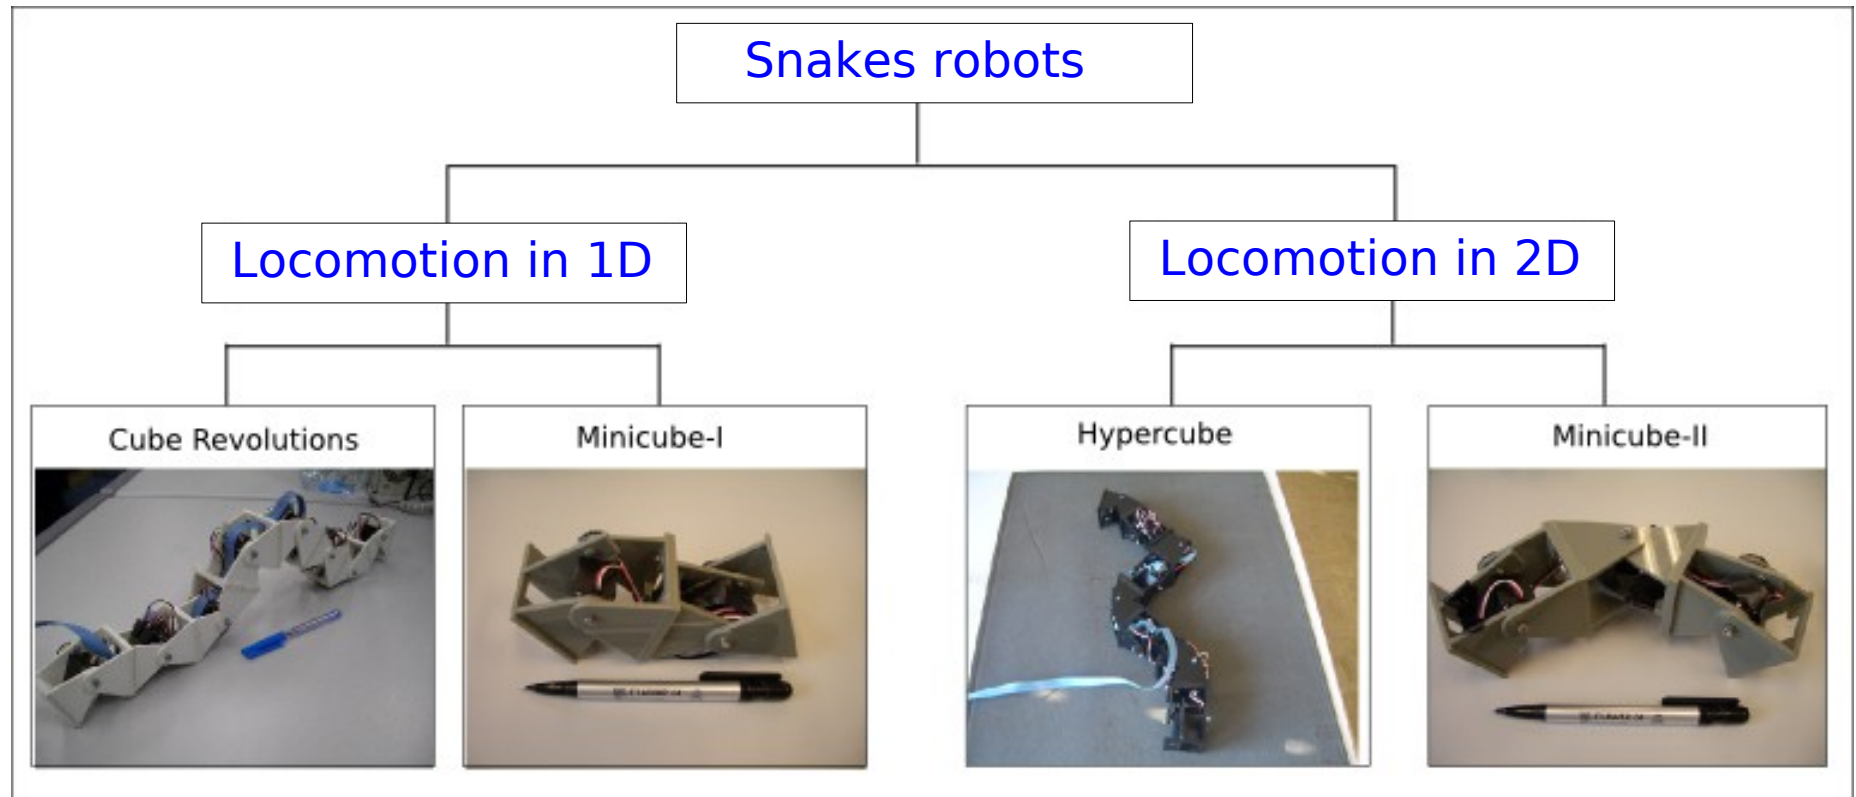 Snakes robots
Locomotion in 1D
Locomotion in 2D
Cube Revolutions
Minicube-I
Hypercube
Minicube-II